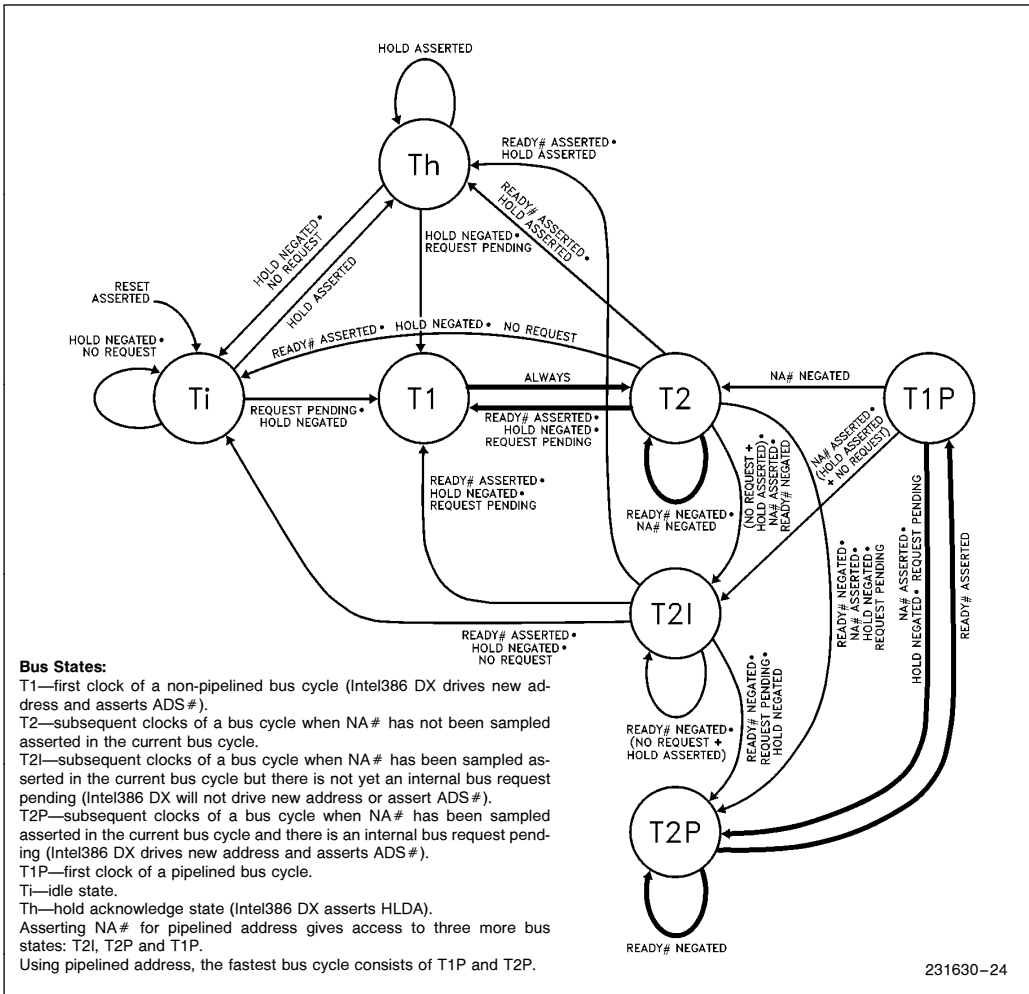 HOLD ASSERTED
Th
READY# ASSERTED•
HOLD ASSERTED
READY# ASSERTED•
HOLD ASSERTED
HOLD NEGATED•
NO REQUEST
HOLD ASSERTED
HOLD NEGATED•
REQUEST PENDING
RESET
ASSERTED
HOLD NEGATED•
NO REQUEST
READY# ASSERTED• HOLD NEGATED• NO REQUEST
Ti
REQUEST PENDING•
HOLD NEGATED
T1
ALWAYS
READY# ASSERTED•
HOLD NEGATED•
REQUEST PENDING
T2
NA# NEGATED
T1P
READY# NEGATED•
NA# NEGATED
(NO REQUEST +
HOLD ASSERTED)•
NA# ASSERTED•
READY# NEGATED
NA# ASSERTED•
(HOLD ASSERTED
+ NO REQUEST)
READY# ASSERTED•
HOLD NEGATED•
REQUEST PENDING
READY# NEGATED•
NA# ASSERTED•
HOLD NEGATED•
REQUEST PENDING
NA# ASSERTED•
HOLD NEGATED• REQUEST PENDING
READY# ASSERTED
T2I
READY# ASSERTED•
HOLD NEGATED•
NO REQUEST
READY# NEGATED•
(NO REQUEST +
HOLD ASSERTED)
READY# NEGATED•
REQUEST PENDING•
HOLD NEGATED
T2P
READY# NEGATED
Bus States:
T1—first clock of a non-pipelined bus cycle (Intel386 DX drives new ad-
dress and asserts ADS#).
T2—subsequent clocks of a bus cycle when NA# has not been sampled
asserted in the current bus cycle.
T2I—subsequent clocks of a bus cycle when NA# has been sampled as-
serted in the current bus cycle but there is not yet an internal bus request
pending (Intel386 DX will not drive new address or assert ADS#).
T2P—subsequent clocks of a bus cycle when NA# has been sampled
asserted in the current bus cycle and there is an internal bus request pend-
ing (Intel386 DX drives new address and asserts ADS#).
T1P—first clock of a pipelined bus cycle.
Ti—idle state.
Th—hold acknowledge state (Intel386 DX asserts HLDA).
Asserting NA# for pipelined address gives access to three more bus
states: T2I, T2P and T1P.
Using pipelined address, the fastest bus cycle consists of T1P and T2P.
231630–24